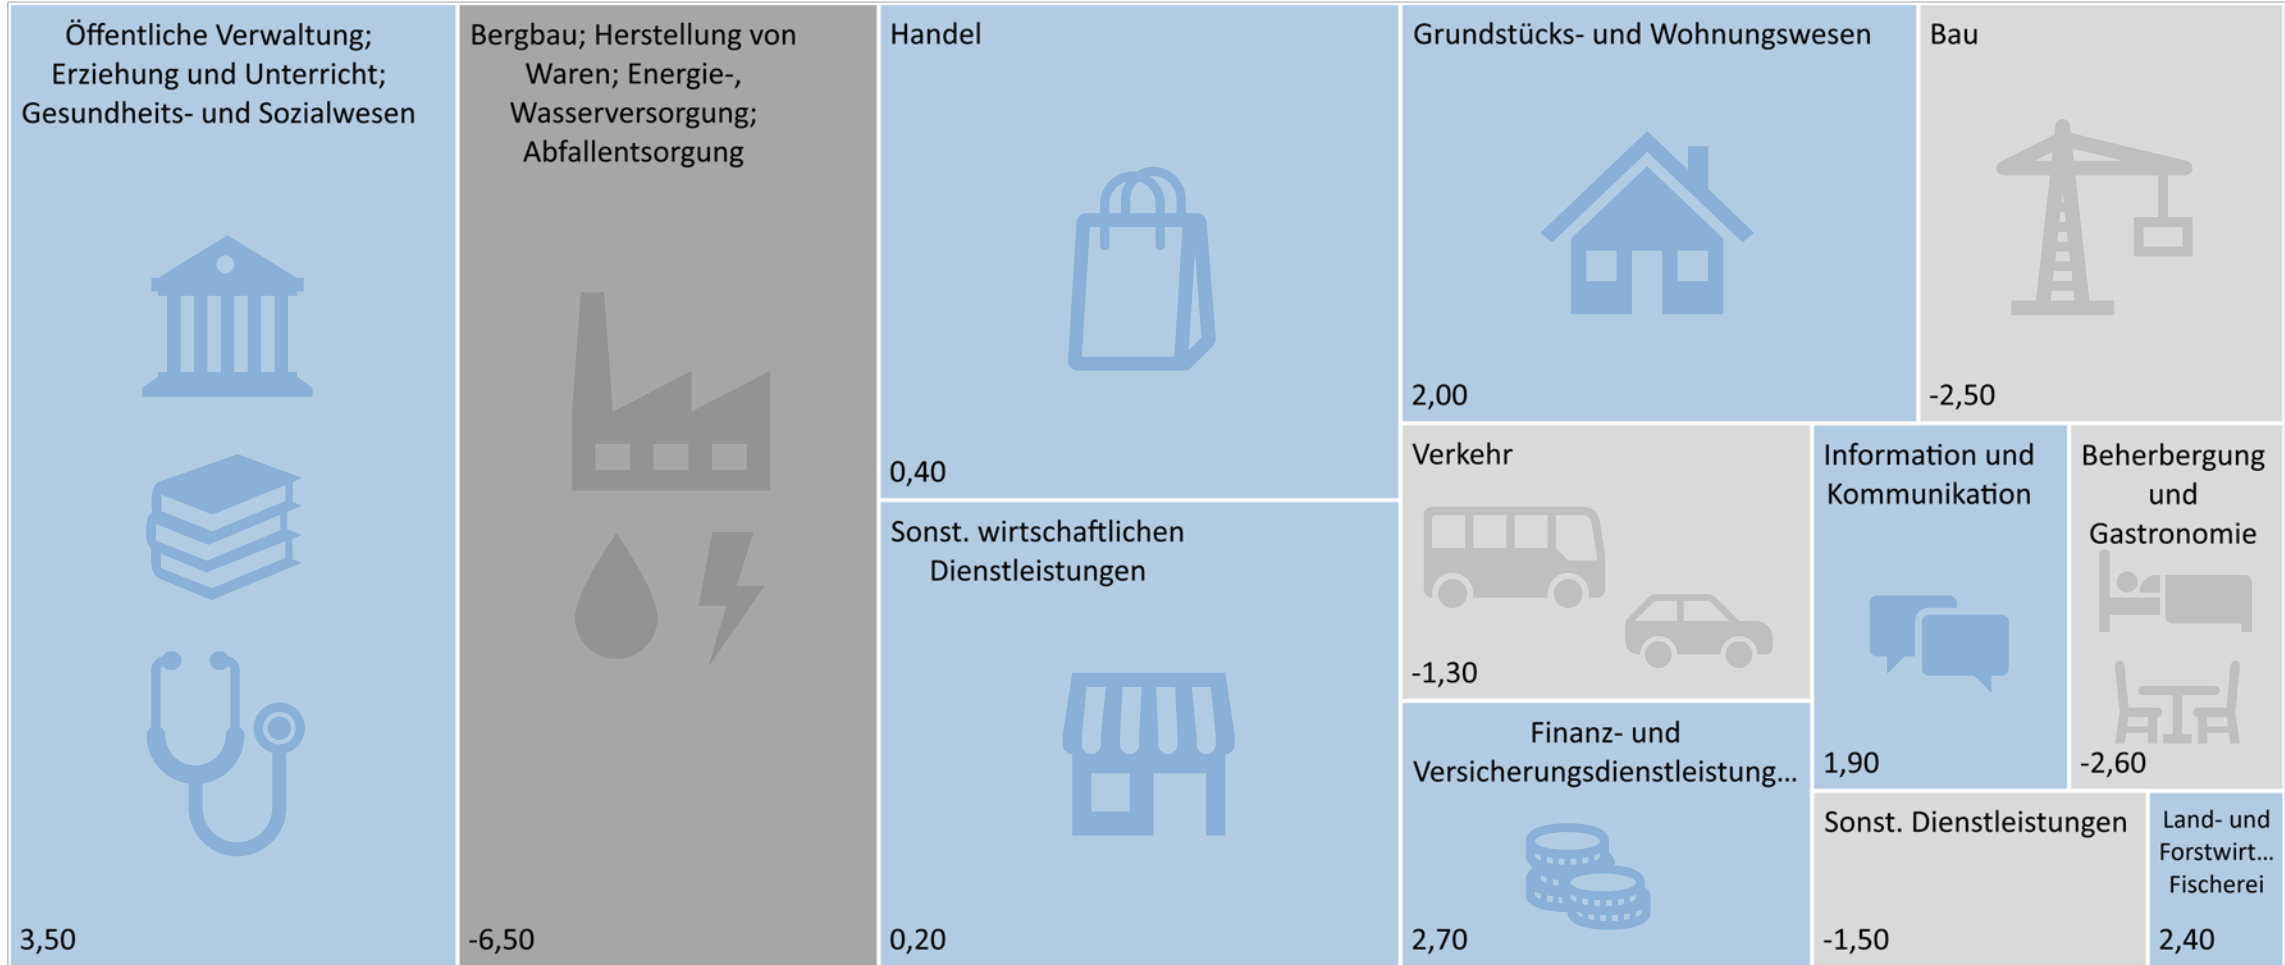 Öffentliche Verwaltung;
Erziehung und Unterricht;
Gesundheits- und Sozialwesen
3,50
Bergbau; Herstellung von
Waren; Energie-,
Wasserversorgung;
Abfallentsorgung
-6,50
Handel
0,40
Sonst. wirtschaftlichen
Dienstleistungen
0,20
Grundstücks- und Wohnungswesen
2,00
Bau
-2,50
Verkehr
-1,30
Finanz- und
Versicherungsdienstleistung...
2,70
Information und
Kommunikation
1,90
Beherbergung
und
Gastronomie
-2,60
Sonst. Dienstleistungen
-1,50
Land- und
Forstwirt...
Fischerei
2,40